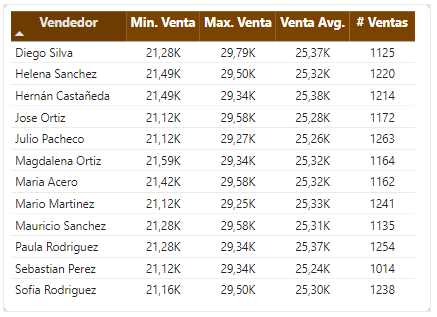 Vendedor Min. Venta Max. Venta Venta Avg. # Ventas
Diego Silva 21,28K 29,79K 25,37K 1125
Helena Sanchez 21,49K 29,50K 25,32K 1220
Hernán Castañeda 21,49K 29,34K 25,38K 1214
Jose Ortiz 21,12K 29,58K 25,28K 1172
Julio Pacheco 21,12K 29,27K 25,26K 1263
Magdalena Ortiz 21,59K 29,34K 25,32K 1164
Maria Acero 21,42K 29,58K 25,32K 1162
Mario Martinez 21,12K 29,25K 25,33K 1241
Mauricio Sanchez 21,28K 29,58K 25,31K 1135
Paula Rodriguez 21,28K 29,34K 25,37K 1254
Sebastian Perez 21,12K 29,34K 25,24K 1014
Sofia Rodriguez 21,16K 29,50K 25,30K 1238